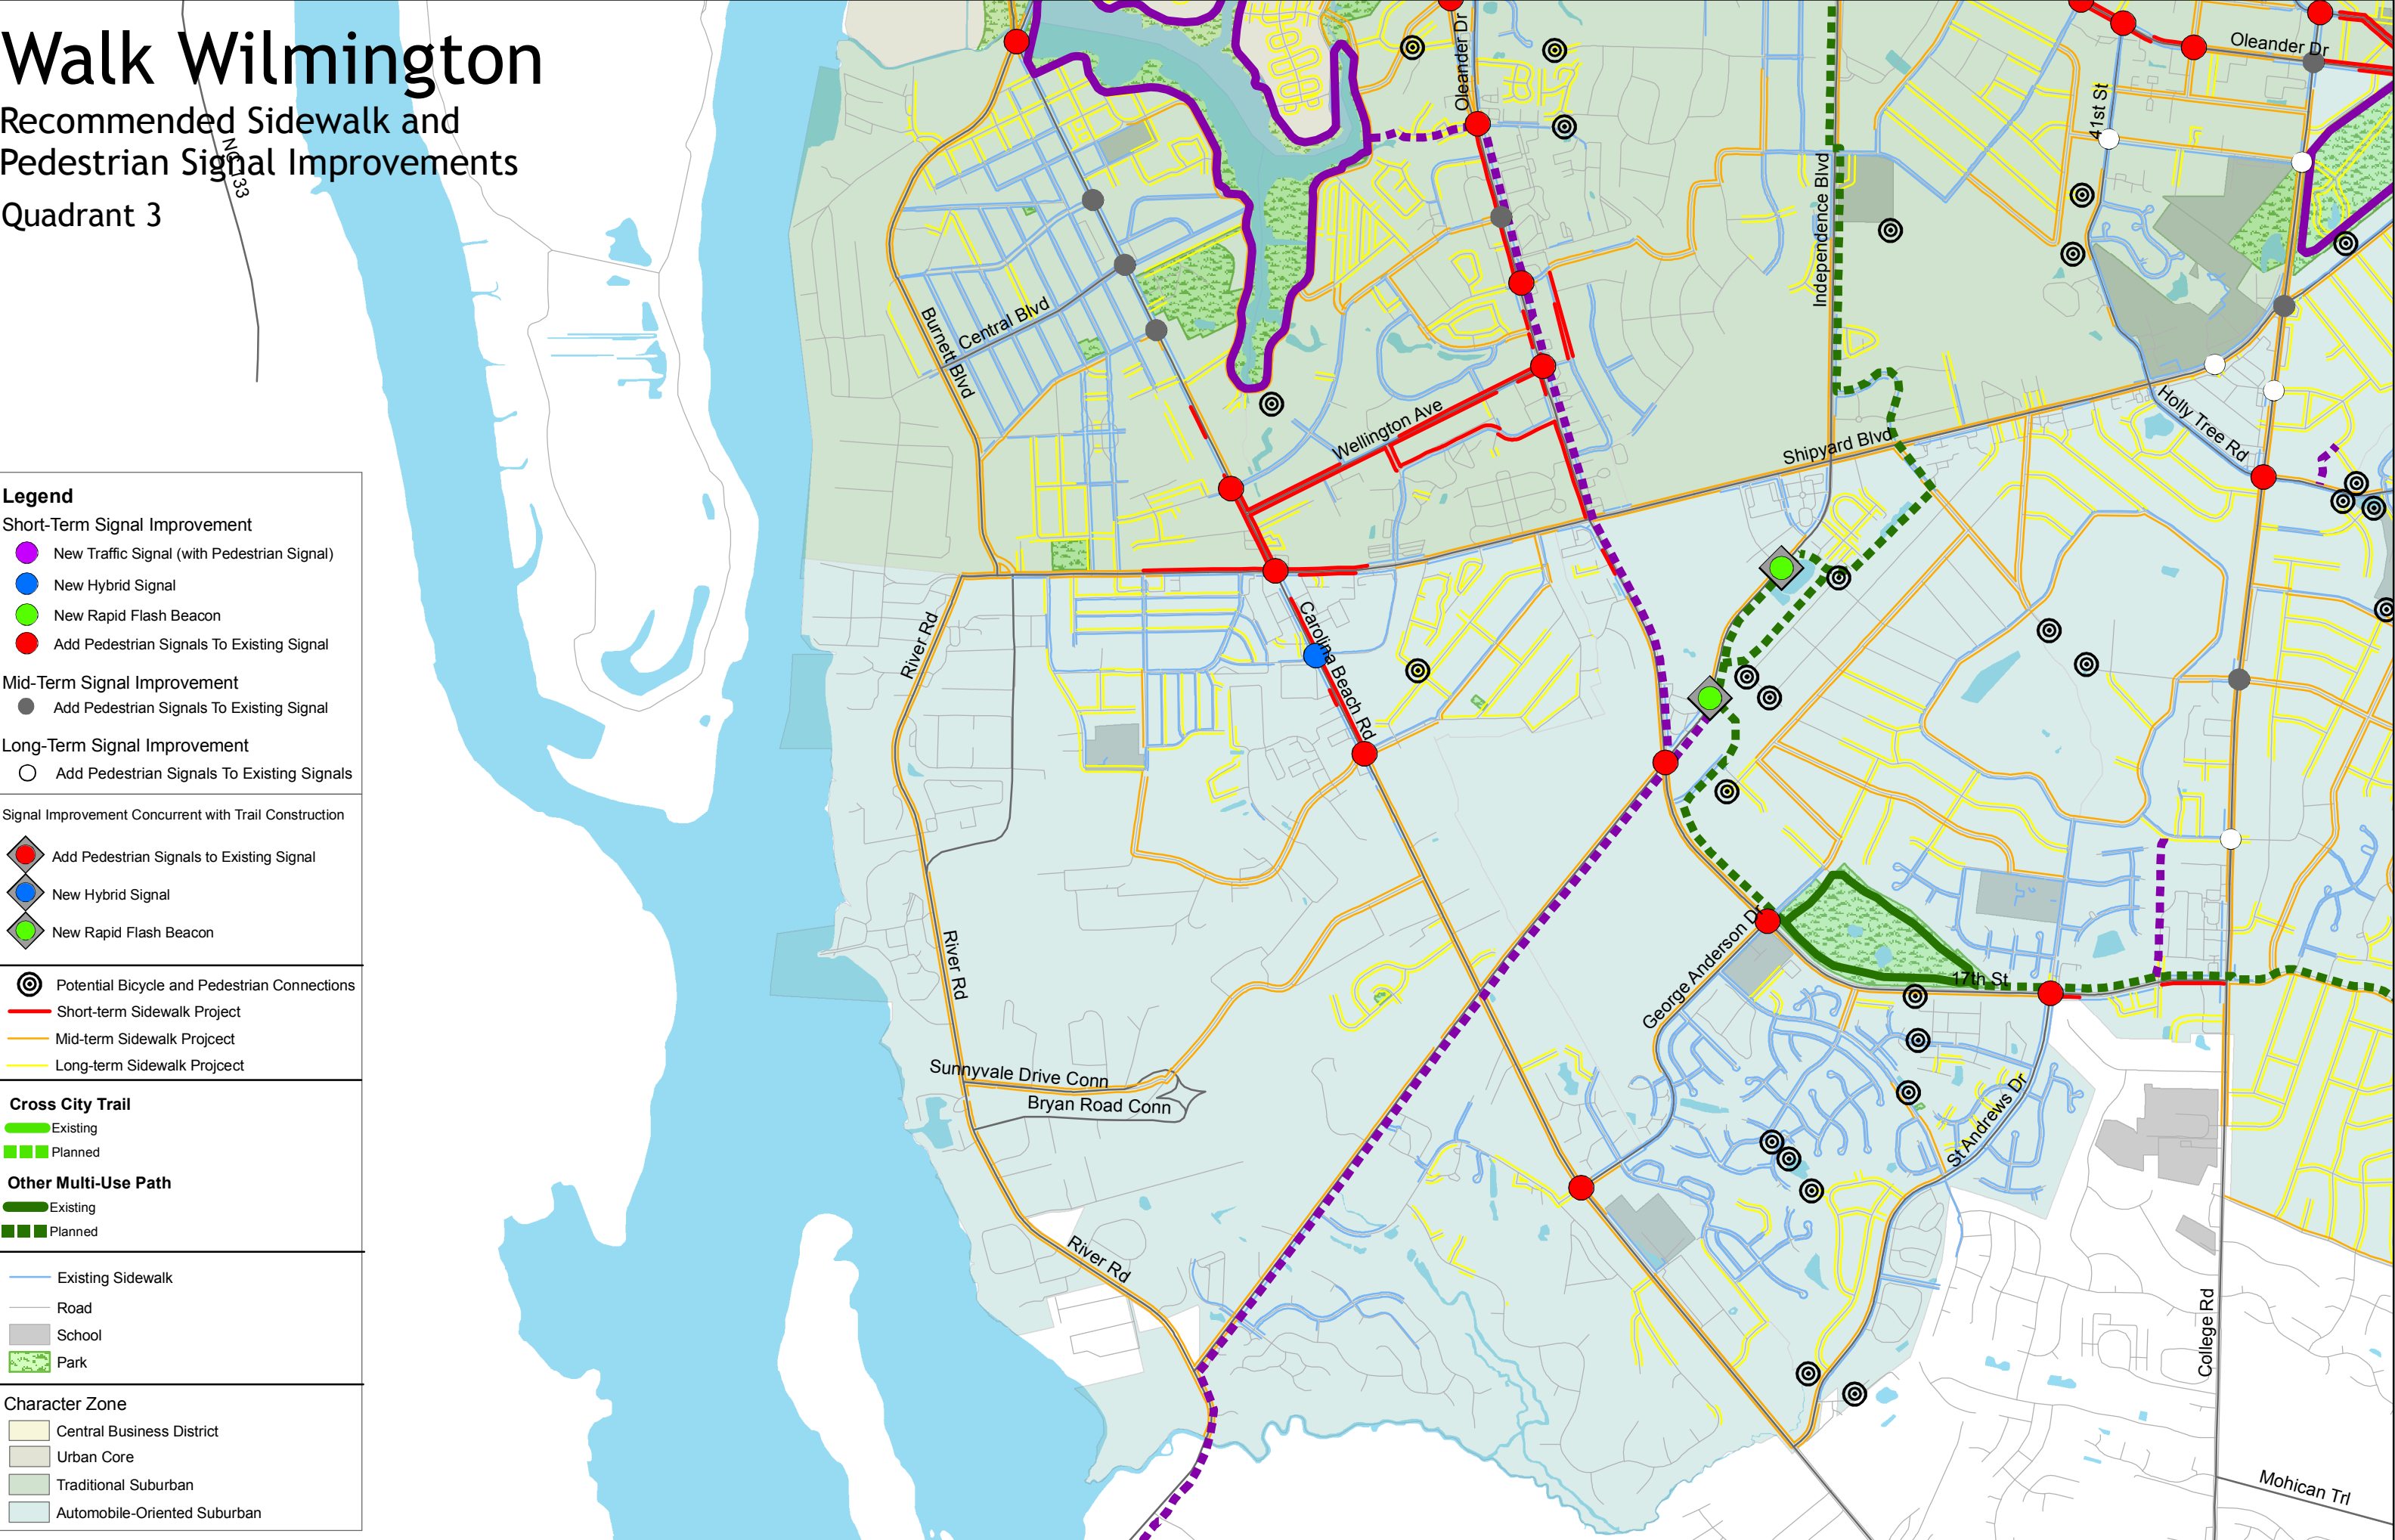 Walk Wilmington
Recommended Sidewalk and
Pedestrian Signal Improvements
Quadrant 3
NC 133
Legend
Short-Term Signal Improvement
New Traffic Signal (with Pedestrian Signal)
New Hybrid Signal
New Rapid Flash Beacon
Add Pedestrian Signals To Existing Signal
Mid-Term Signal Improvement
Add Pedestrian Signals To Existing Signal
Long-Term Signal Improvement
Add Pedestrian Signals To Existing Signals
Signal Improvement Concurrent with Trail Construction
Add Pedestrian Signals to Existing Signal
New Hybrid Signal
New Rapid Flash Beacon
Potential Bicycle and Pedestrian Connections
Short-term Sidewalk Project
Mid-term Sidewalk Projcect
Long-term Sidewalk Projcect
Cross City Trail
Existing
Planned
Other Multi-Use Path
Existing
Planned
Existing Sidewalk
Road
School
Park
Character Zone
Central Business District
Urban Core
Traditional Suburban
Automobile-Oriented Suburban
Oleander Dr
Oleander Dr
41st St
Independence Blvd
Burnett Blvd
Central Blvd
Wellington Ave
Shipyard Blvd
Holly Tree Rd
River Rd
Carolina Beach Rd
River Rd
George Anderson Dr
17th St
Sunnyvale Drive Conn
Bryan Road Conn
St Andrews Dr
River Rd
College Rd
Mohican Trl